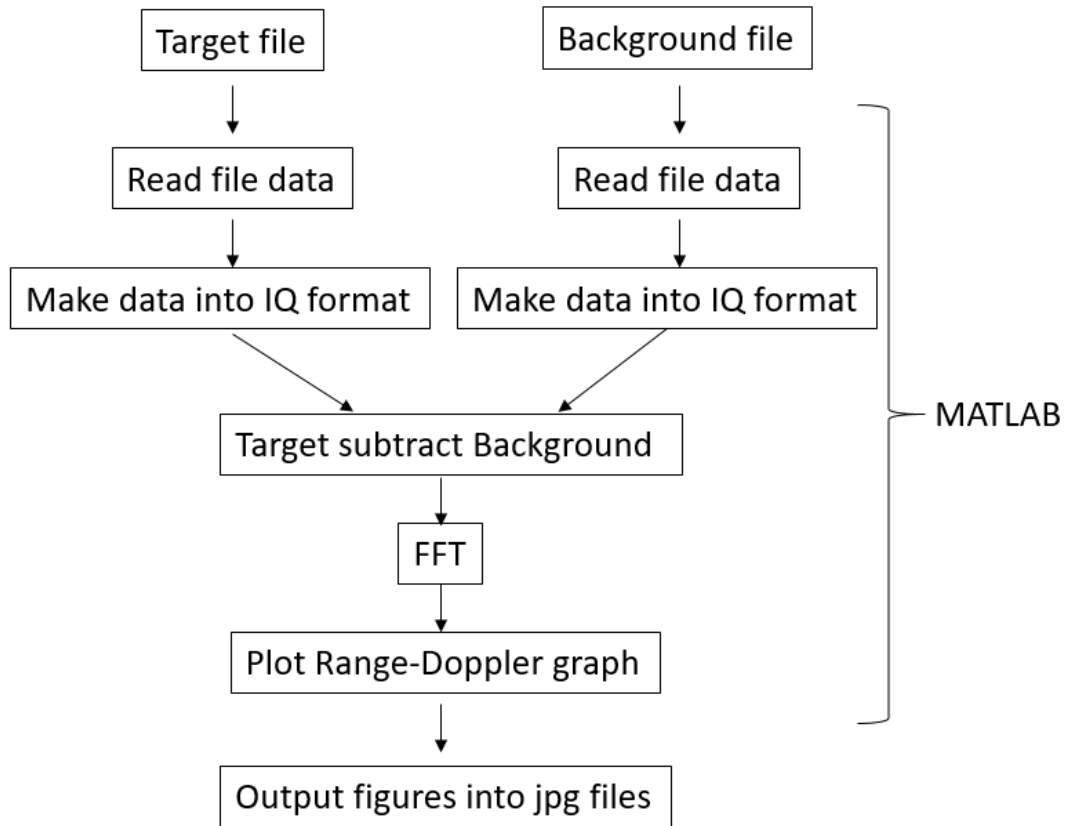 Target file
Background file
Read file data
Read file data
Make data into IQ format
Make data into IQ format
Target subtract Background
MATLAB
FFT
Plot Range-Doppler graph
Output figures into jpg files